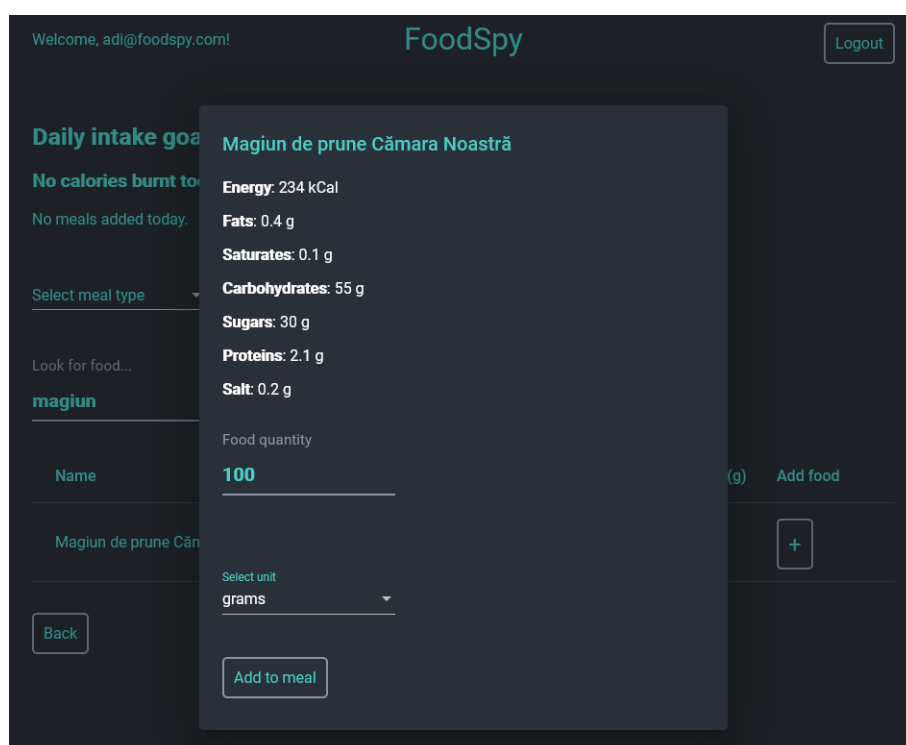 Welcome, adi@foodspy.com!
FoodSpy
Logout
Daily intake goa
No calories burnt to
No meals added today.
Select meal type
Look for food...
magiun
Name
(g)
Add food
Magiun de prune Căm
+
Back
Magiun de prune Cămara Noastră
Energy: 234 kCal
Fats: 0.4 g
Saturates: 0.1 g
Carbohydrates: 55 g
Sugars: 30 g
Proteins: 2.1 g
Salt: 0.2 g
Food quantity
100
Select unit
grams
Add to meal